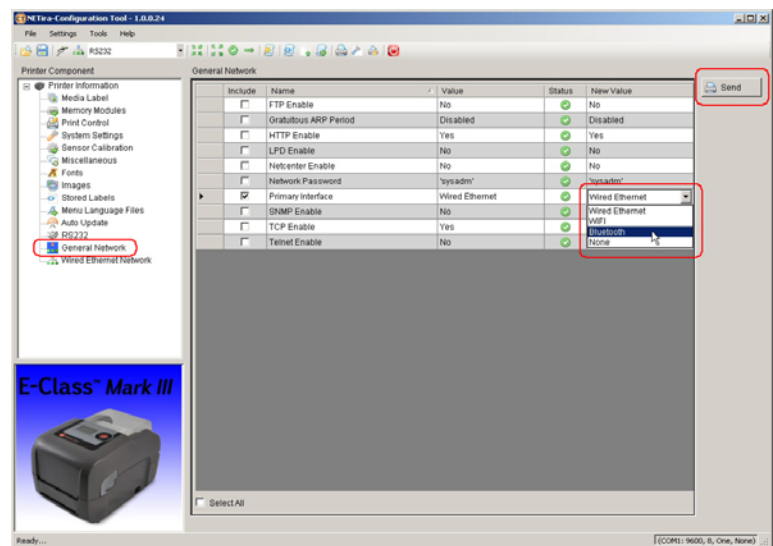 NETira-Configuration Tool - 1.0.0.24
File Settings Tools Help
RS232
Printer Component
General Network
Printer Information
Media Label
Memory Modules
Print Control
System Settings
Sensor Calibration
Miscellaneous
Fonts
Images
Stored Labels
Menu Language Files
Auto Update
RS232
General Network
Wired Ethernet Network
Include Name Value Status New Value
FTP Enable No No
Gratuitous ARP Period Disabled Disabled
HTTP Enable Yes Yes
LPD Enable No No
Netcenter Enable No No
Network Password 'sysadm' 'sysadm'
Primary Interface Wired Ethernet Wired Ethernet
SNMP Enable No Wired Ethernet
WIFI
TCP Enable Yes Bluetooth
Telnet Enable No None
Send
E-Class™ Mark III
Select All
Ready...
(COM1: 9600, 8, One, None)